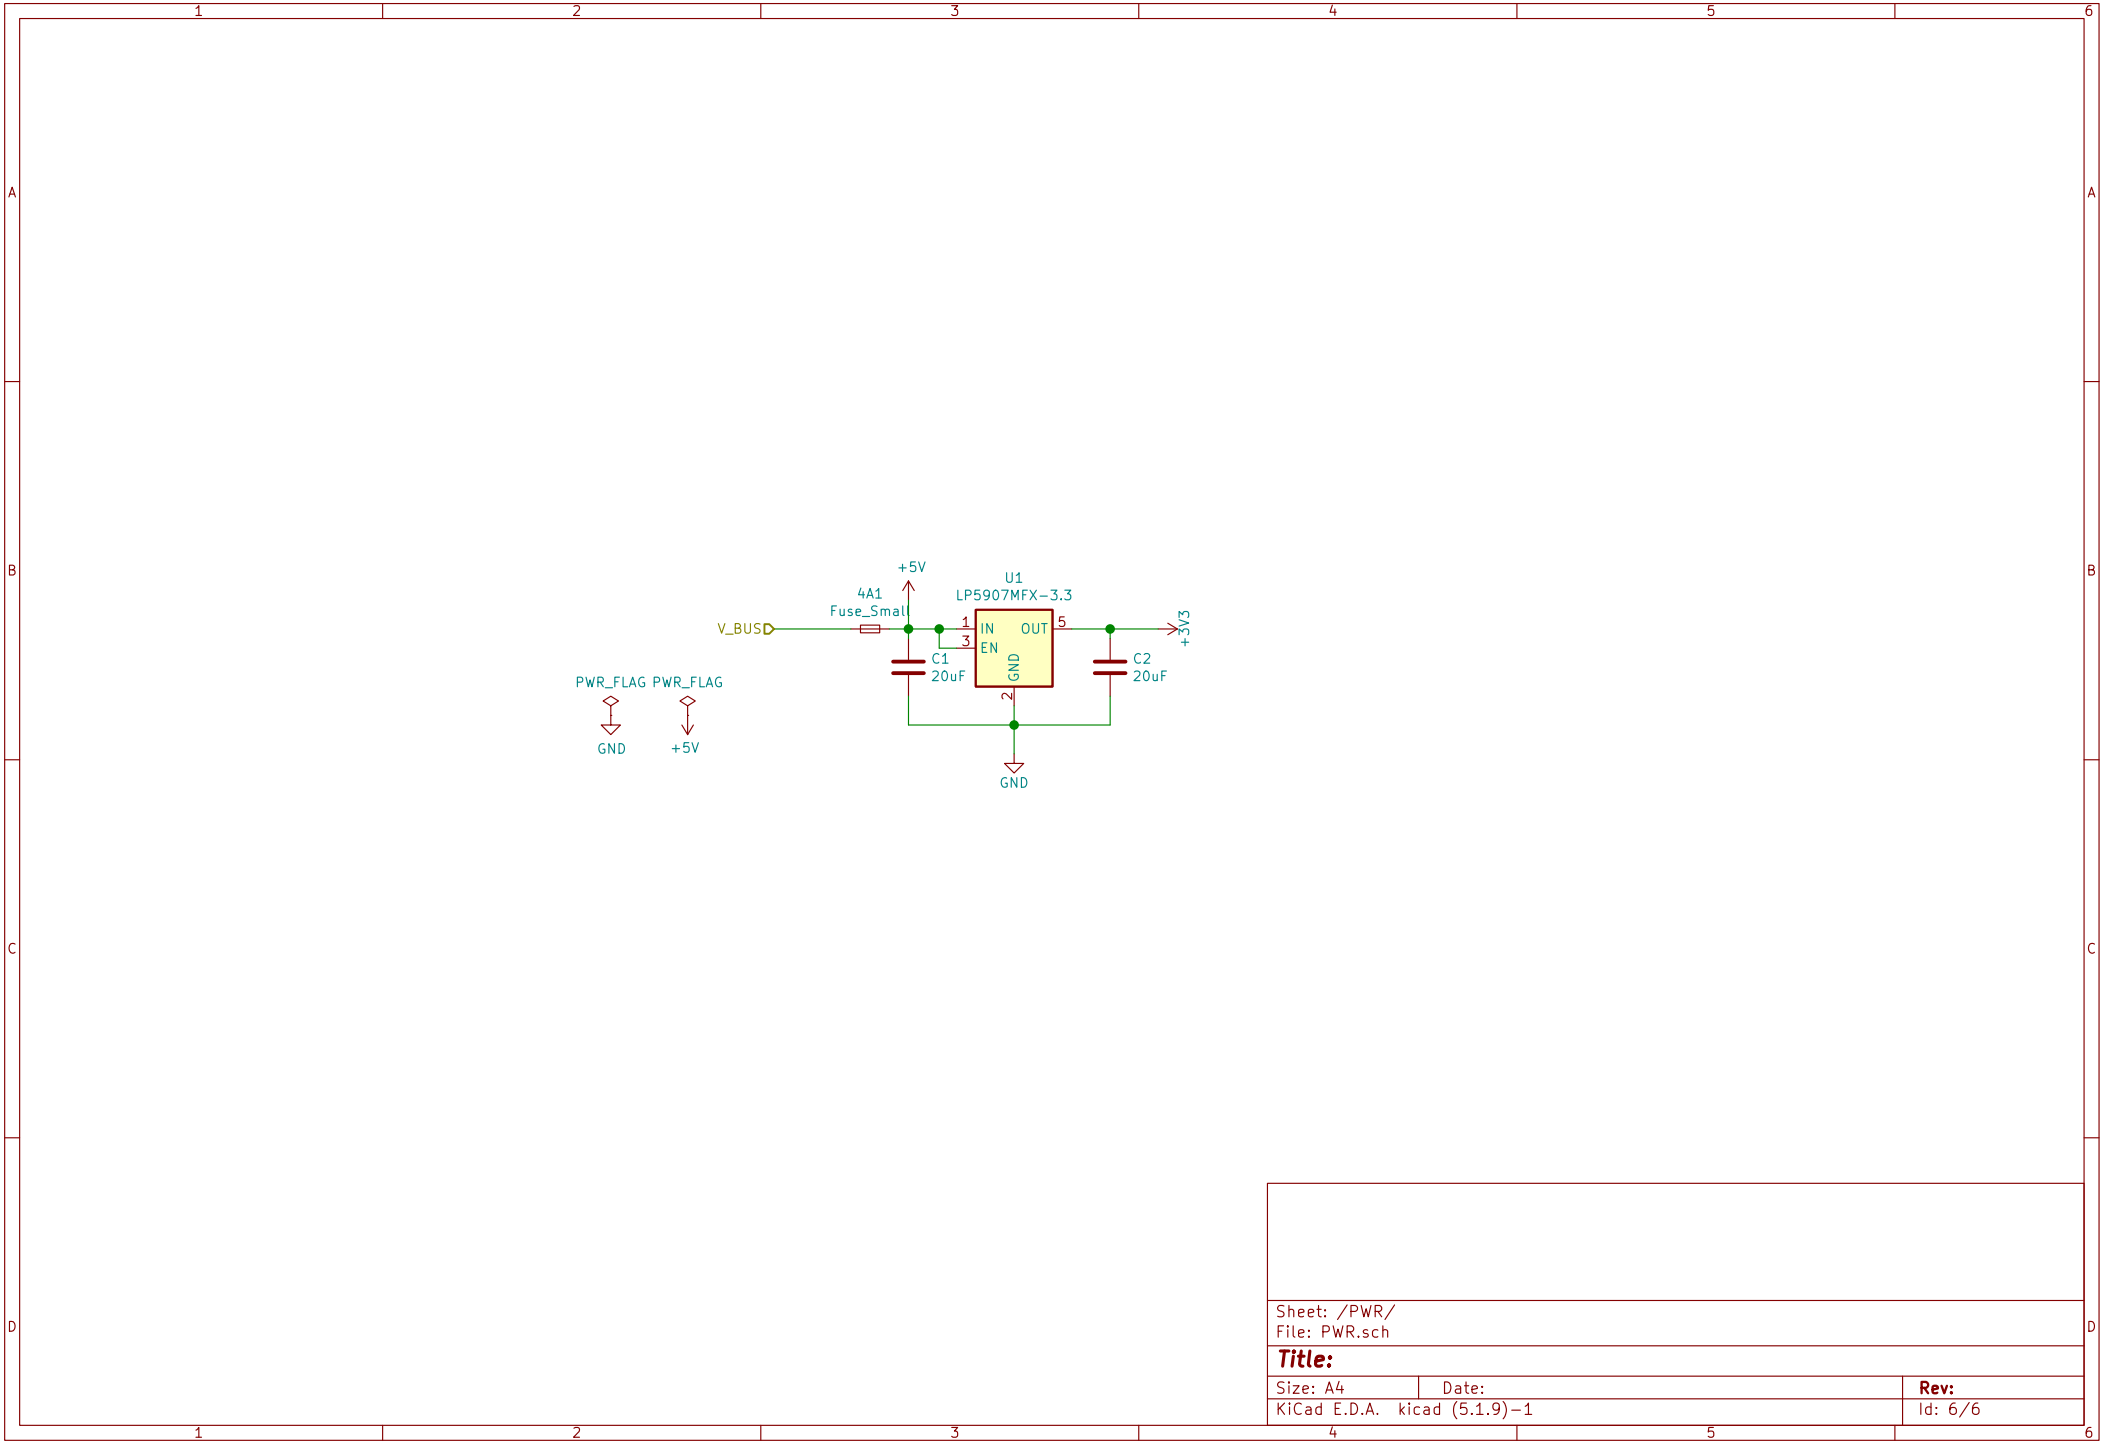 1 2 3 4 5 6
A A
B B
C C
D D
+5V
U1
LP5907MFX-3.3
4A1
Fuse_Small
V_BUS
1 IN
3 EN
OUT 5
GND
2
+3V3
C1
20uF
C2
20uF
PWR_FLAG PWR_FLAG
GND
+5V
GND
Sheet: /PWR/
File: PWR.sch
Title:
Size: A4 Date: Rev:
KiCad E.D.A. kicad (5.1.9)-1 Id: 6/6
1 2 3 4 5 6